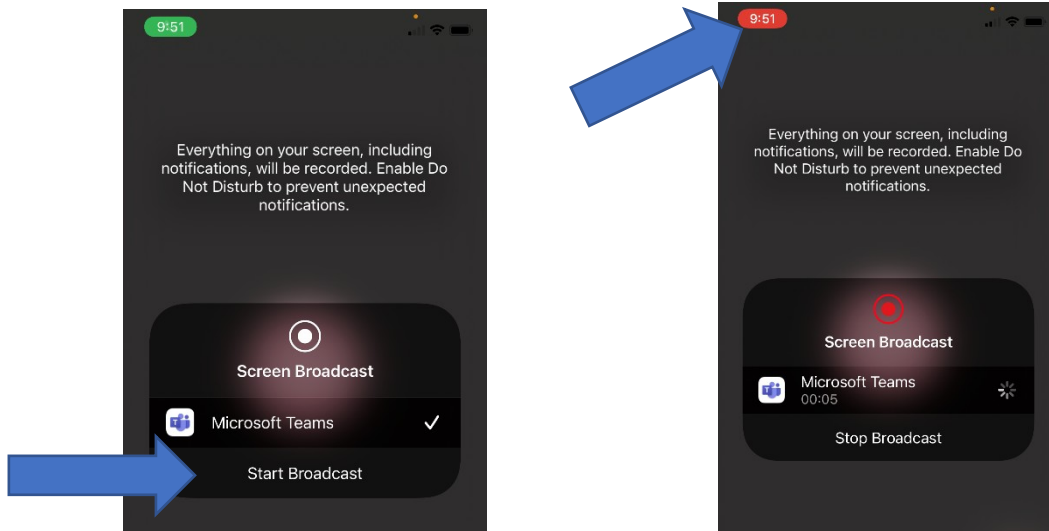 9:51
Everything on your screen, including
notifications, will be recorded. Enable Do
Not Disturb to prevent unexpected
notifications.
Screen Broadcast
Microsoft Teams
Start Broadcast
9:51
Everything on your screen, including
notifications, will be recorded. Enable Do
Not Disturb to prevent unexpected
notifications.
Screen Broadcast
Microsoft Teams
00:05
Stop Broadcast